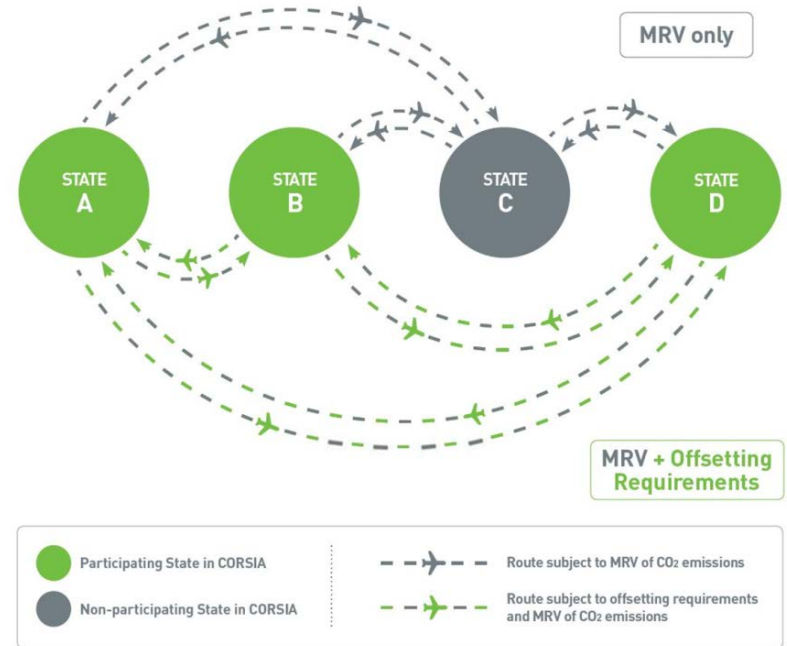 MRV only
STATE
A
STATE
B
STATE
C
STATE
D
MRV + Offsetting
Requirements
Participating State in CORSIA
Non-participating State in CORSIA
Route subject to MRV of CO2 emissions
Route subject to offsetting requirements
and MRV of CO2 emissions